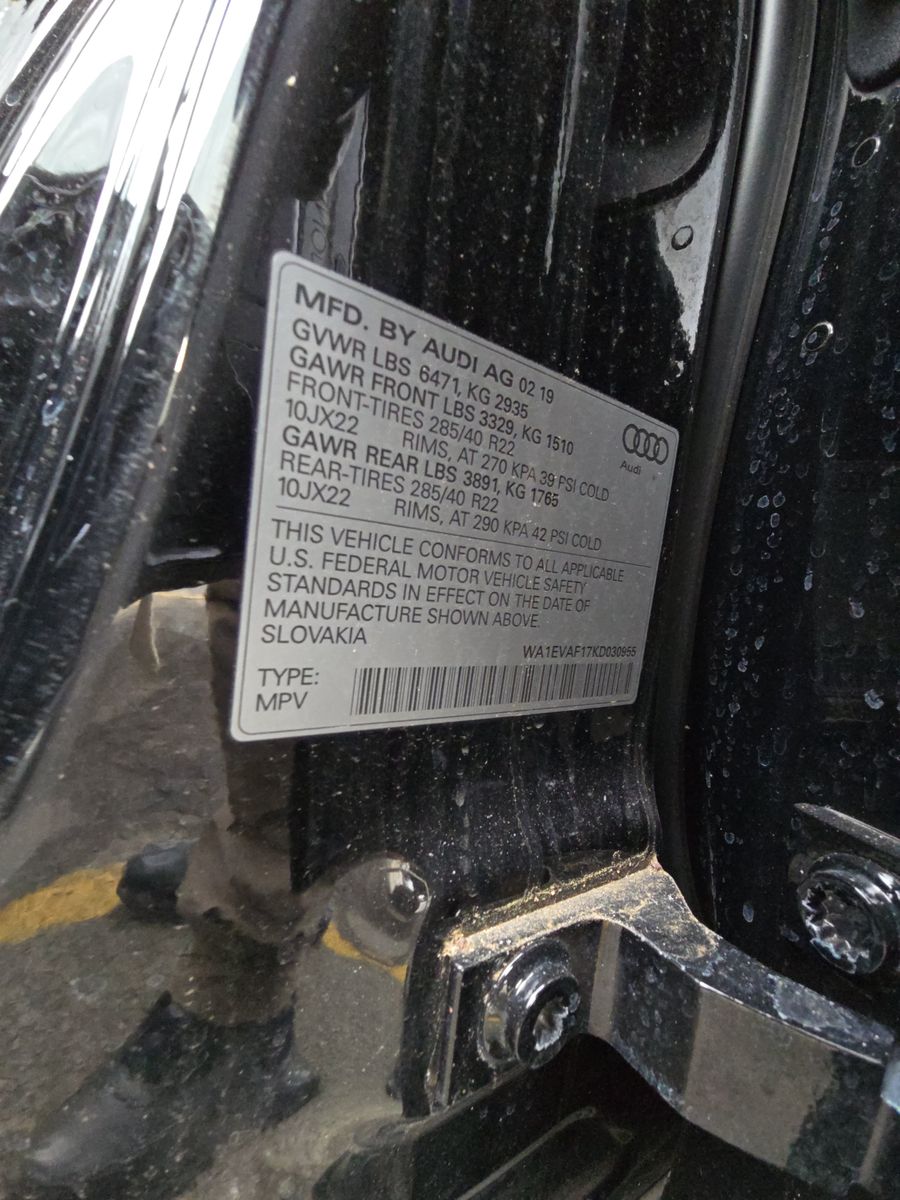 MFD. BY AUDI AG 02 19
GVWR LBS 6471, KG 2935
GAWR FRONT LBS 3329, KG 1510
FRONT-TIRES 285/40 R22
10JX22 RIMS, AT 270 KPA 39 PSI COLD
GAWR REAR LBS 3891, KG 1765
REAR-TIRES 285/40 R22
10JX22 RIMS, AT 290 KPA 42 PSI COLD
Audi
THIS VEHICLE CONFORMS TO ALL APPLICABLE
U.S. FEDERAL MOTOR VEHICLE SAFETY
STANDARDS IN EFFECT ON THE DATE OF
MANUFACTURE SHOWN ABOVE.
SLOVAKIA
WA1EVAF17KD030955
TYPE:
MPV